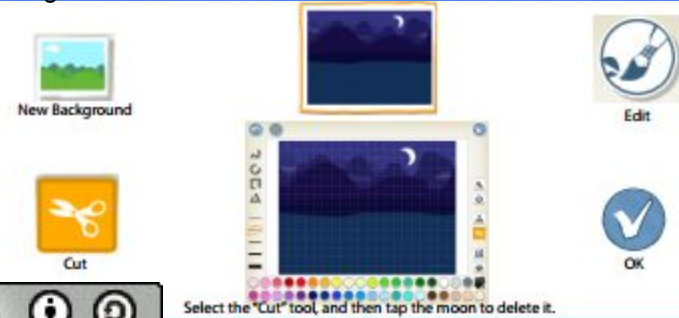 New Background
Edit
Cut
OK
Select the "Cut" tool, and then tap the moon to delete it.